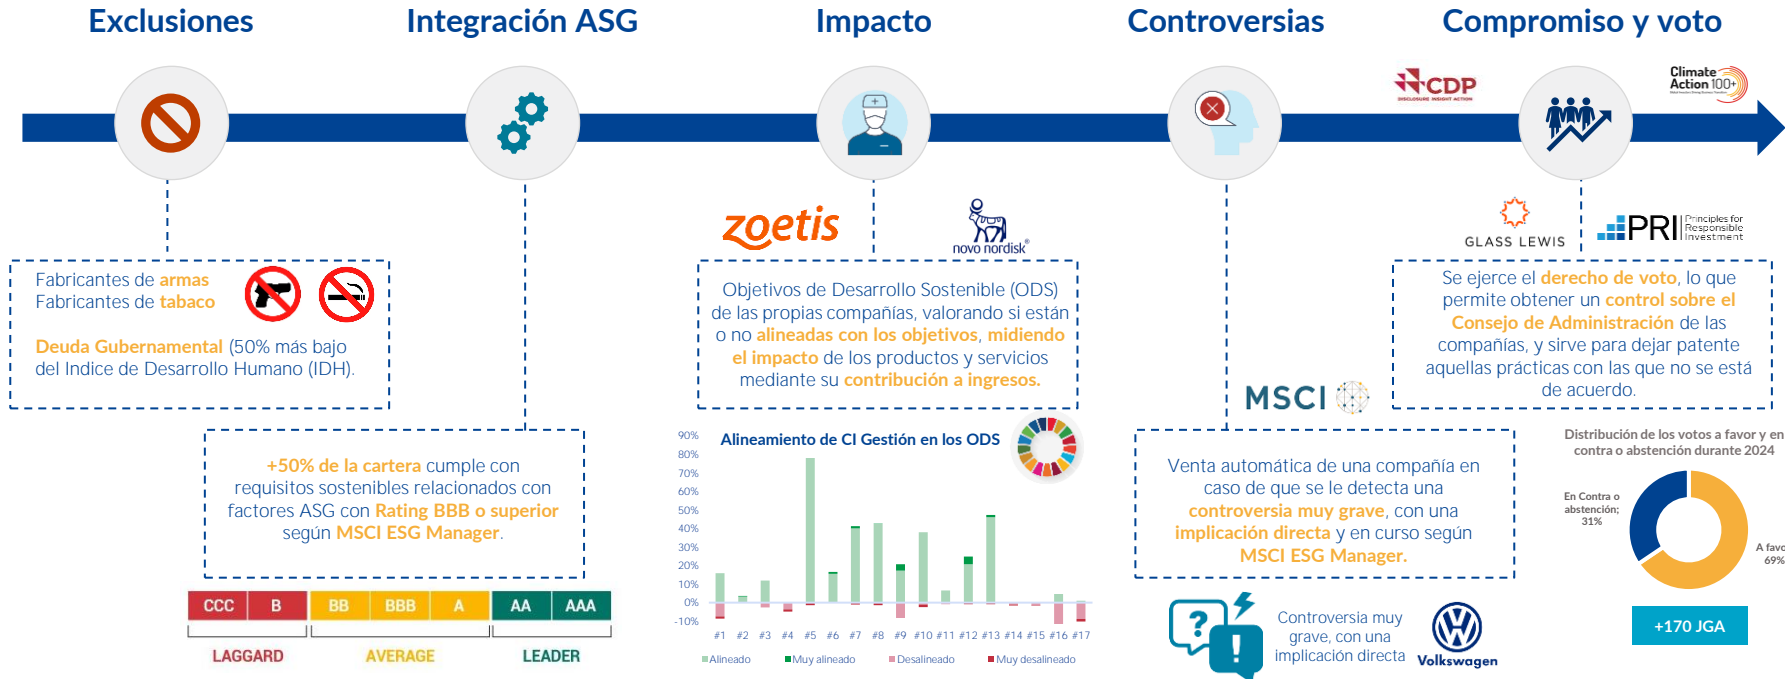 Exclusiones
Integración ASG
Impacto
Controversias
Compromiso y voto
CDP
DISCLOSURE INSIGHT ACTION
Climate
Action 100+
Fabricantes de armas
Fabricantes de tabaco
Deuda Gubernamental (50% más bajo
del Indice de Desarrollo Humano (IDH).
+50% de la cartera cumple con
requisitos sostenibles relacionados con
factores ASG con Rating BBB o superior
según MSCI ESG Manager.
CCC B BB BBB A AA AAA
LAGGARD AVERAGE LEADER
zoetis
novo nordisk®
Objetivos de Desarrollo Sostenible (ODS)
de las propias compañías, valorando si están
o no alineadas con los objetivos, midiendo
el impacto de los productos y servicios
mediante su contribución a ingresos.
Alineamiento de CI Gestión en los ODS
90%
80%
70%
60%
50%
40%
30%
20%
10%
0%
-10%
#1 #2 #3 #4 #5 #6 #7 #8 #9 #10 #11 #12 #13 #14 #15 #16 #17
Alineado Muy alineado Desalineado Muy desalineado
MSCI
Venta automática de una compañía en
caso de que se le detecta una
controversia muy grave, con una
implicación directa y en curso según
MSCI ESG Manager.
?
!
Controversia muy
grave, con una
implicación directa
Volkswagen
GLASS LEWIS
PRI Principles for
Responsible
Investment
Se ejerce el derecho de voto, lo que
permite obtener un control sobre el
Consejo de Administración de las
compañías, y sirve para dejar patente
aquellas prácticas con las que no se está
de acuerdo.
Distribución de los votos a favor y en
contra o abstención durante 2024
En Contra o
abstención;
31%
A favo
69%
+170 JGA